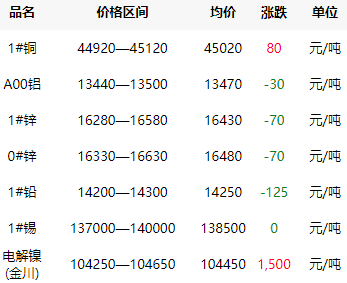 品名 价格区间 均价 涨跌 单位
1#铜 44920—45120 45020 80 元/吨
A00铝 13440—13500 13470 -30 元/吨
1#锌 16280—16580 16430 -70 元/吨
0#锌 16330—16630 16480 -70 元/吨
1#铅 14200—14300 14250 -125 元/吨
1#锡 137000—140000 138500 0 元/吨
电解镍
(金川) 104250—104650 104450 1,500 元/吨